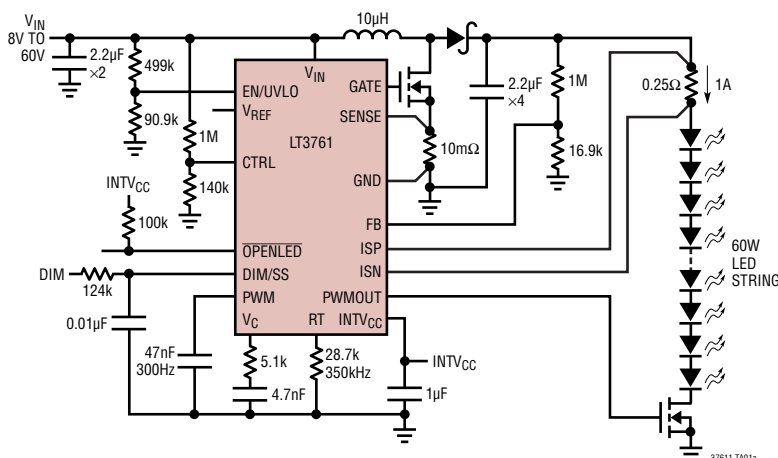 V_IN
8V TO
60V
2.2µF
×2
499k
90.9k
1M
140k
INTV_CC
100k
DIM
124k
0.01µF
47nF
300Hz
5.1k
4.7nF
28.7k
350kHz
1µF
INTV_CC
10µH
V_IN
EN/UVLO
V_REF
CTRL
OPENLED
DIM/SS
PWM
V_C
RT
LT3761
GATE
SENSE
GND
FB
ISP
ISN
PWMOUT
INTV_CC
10mΩ
2.2µF
×4
1M
16.9k
0.25Ω
1A
60W
LED
STRING
37611 TA01a